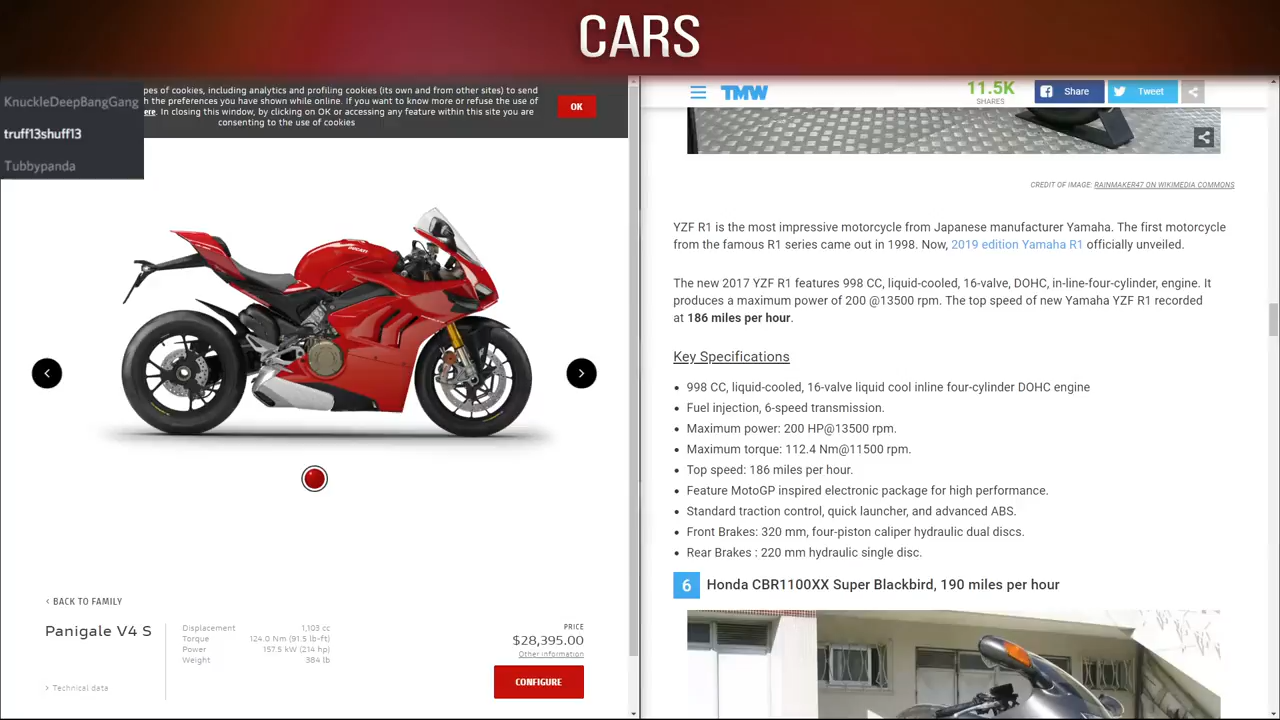 CARS
huckleDeepBangGang
truff13shuff13
Tubbypanda
pes of cookies, including analytics and profiling cookies (its own and from other sites) to send
h the preferences you have shown while online. If you want to know more or refuse the use of
ere. In closing this window, by clicking on OK or accessing any feature within this site you are
consenting to the use of cookies
OK
BACK TO FAMILY
Panigale V4 S
Displacement 1,103 cc
Torque 124.0 Nm (91.5 lb-ft)
Power 157.5 kW (214 hp)
Weight 384 lb
PRICE
$28,395.00
Other information
CONFIGURE
Technical data
TMW
11.5K
SHARES
Share
Tweet
CREDIT OF IMAGE: RAINMAKER47 ON WIKIMEDIA COMMONS
YZF R1 is the most impressive motorcycle from Japanese manufacturer Yamaha. The first motorcycle
from the famous R1 series came out in 1998. Now, 2019 edition Yamaha R1 officially unveiled.
The new 2017 YZF R1 features 998 CC, liquid-cooled, 16-valve, DOHC, in-line-four-cylinder, engine. It
produces a maximum power of 200 @13500 rpm. The top speed of new Yamaha YZF R1 recorded
at 186 miles per hour.
Key Specifications
998 CC, liquid-cooled, 16-valve liquid cool inline four-cylinder DOHC engine
Fuel injection, 6-speed transmission.
Maximum power: 200 HP@13500 rpm.
Maximum torque: 112.4 Nm@11500 rpm.
Top speed: 186 miles per hour.
Feature MotoGP inspired electronic package for high performance.
Standard traction control, quick launcher, and advanced ABS.
Front Brakes: 320 mm, four-piston caliper hydraulic dual discs.
Rear Brakes : 220 mm hydraulic single disc.
6 Honda CBR1100XX Super Blackbird, 190 miles per hour